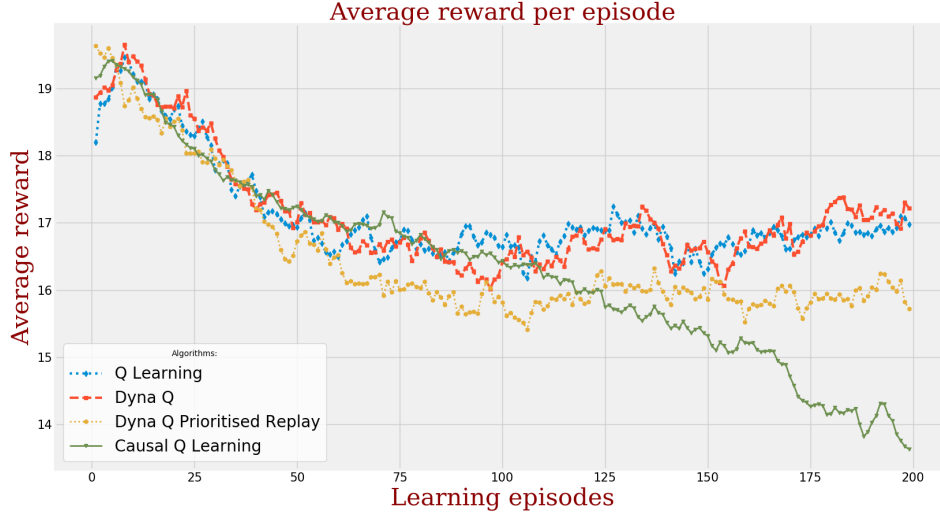 Average reward per episode
Average reward
19
18
17
16
15
14
Algorithms:
Q Learning
Dyna Q
Dyna Q Prioritised Replay
Causal Q Learning
0 25 50 75 100 125 150 175 200
Learning episodes